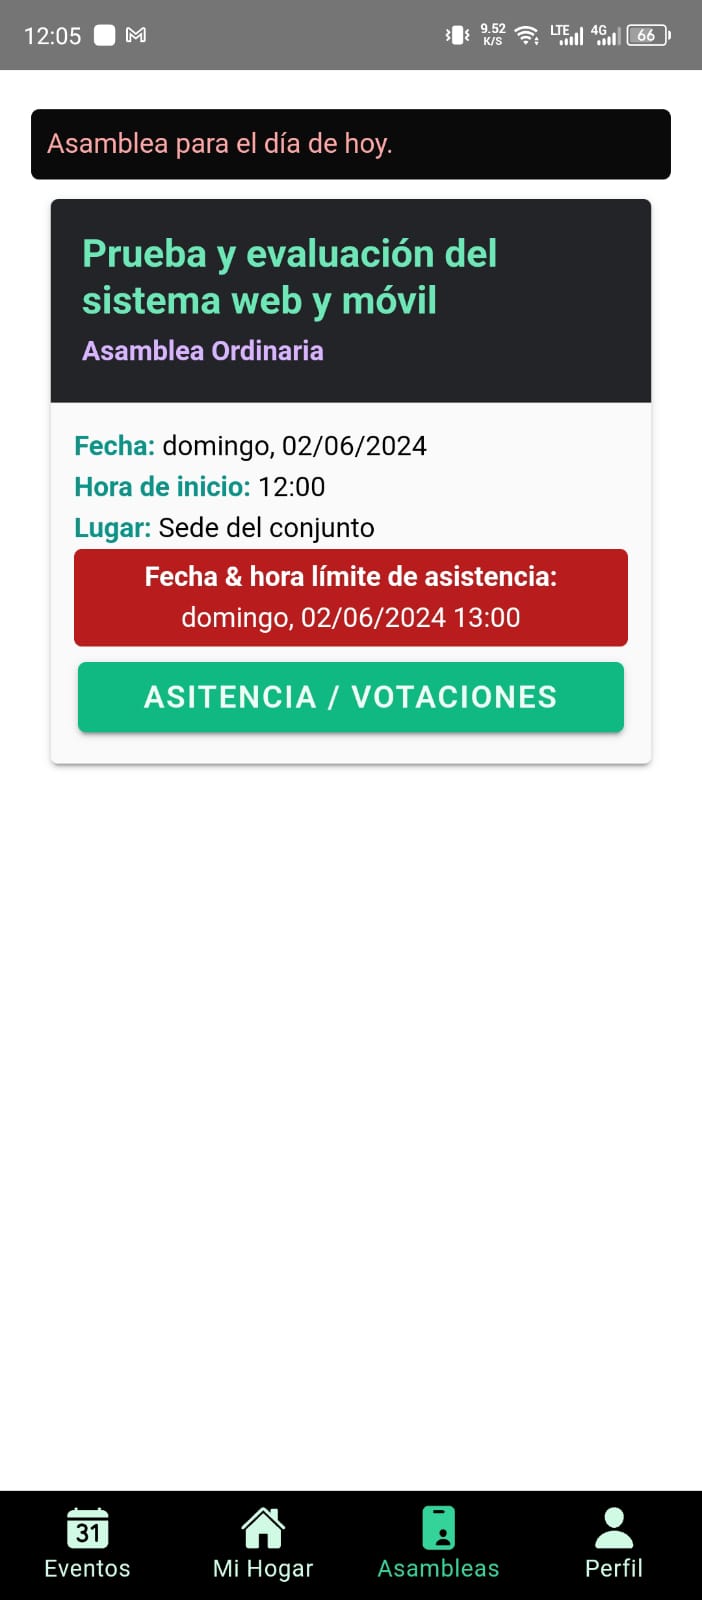 12:05 9.52 K/S LTE 4G 66
Asamblea para el día de hoy.
Prueba y evaluación del
sistema web y móvil
Asamblea Ordinaria
Fecha: domingo, 02/06/2024
Hora de inicio: 12:00
Lugar: Sede del conjunto
Fecha & hora límite de asistencia:
domingo, 02/06/2024 13:00
ASITENCIA / VOTACIONES
31
Eventos Mi Hogar Asambleas Perfil